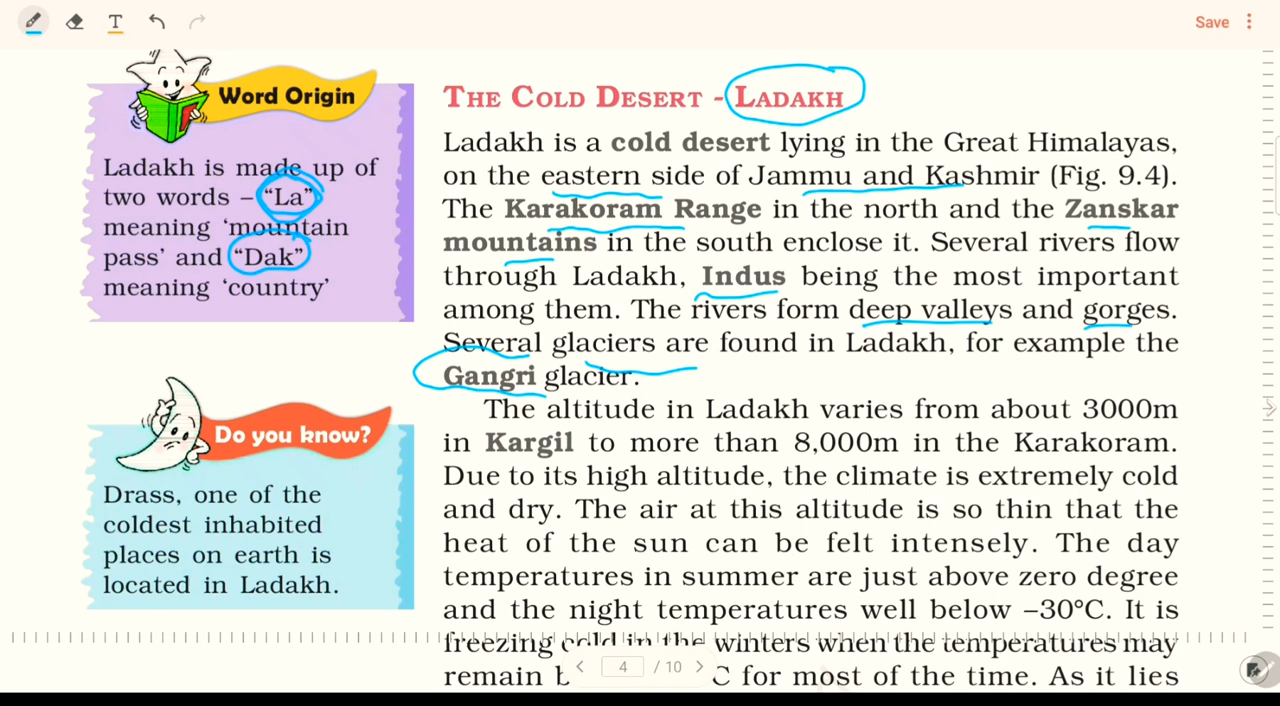 T
Save
Word Origin
Ladakh is made up of
two words – “La”
meaning ‘mountain
pass’ and “Dak”
meaning ‘country’
Do you know?
Drass, one of the
coldest inhabited
places on earth is
located in Ladakh.
THE COLD DESERT - LADAKH
Ladakh is a cold desert lying in the Great Himalayas,
on the eastern side of Jammu and Kashmir (Fig. 9.4).
The Karakoram Range in the north and the Zanskar
mountains in the south enclose it. Several rivers flow
through Ladakh, Indus being the most important
among them. The rivers form deep valleys and gorges.
Several glaciers are found in Ladakh, for example the
Gangri glacier.
The altitude in Ladakh varies from about 3000m
in Kargil to more than 8,000m in the Karakoram.
Due to its high altitude, the climate is extremely cold
and dry. The air at this altitude is so thin that the
heat of the sun can be felt intensely. The day
temperatures in summer are just above zero degree
and the night temperatures well below –30°C. It is
freezing cold in the winters when the temperatures may
remain C for most of the time. As it lies
4 / 10